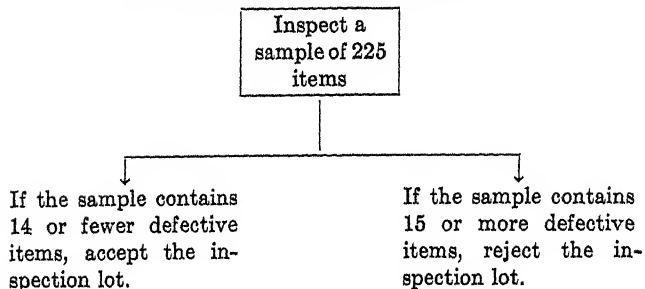 Inspect a
sample of 225
items
If the sample contains
14 or fewer defective
items, accept the in-
spection lot.
If the sample contains
15 or more defective
items, reject the in-
spection lot.